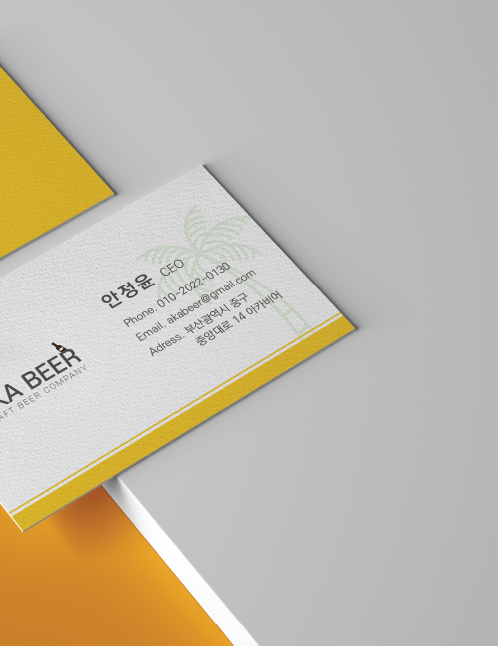 안정윤 CEO
Phone. 010-2022-0130
Email. akabeer@gmail.com
Adress. 부산광역시 중구
중앙대로 14 아카비어
KA BEER
AFT BEER COMPANY